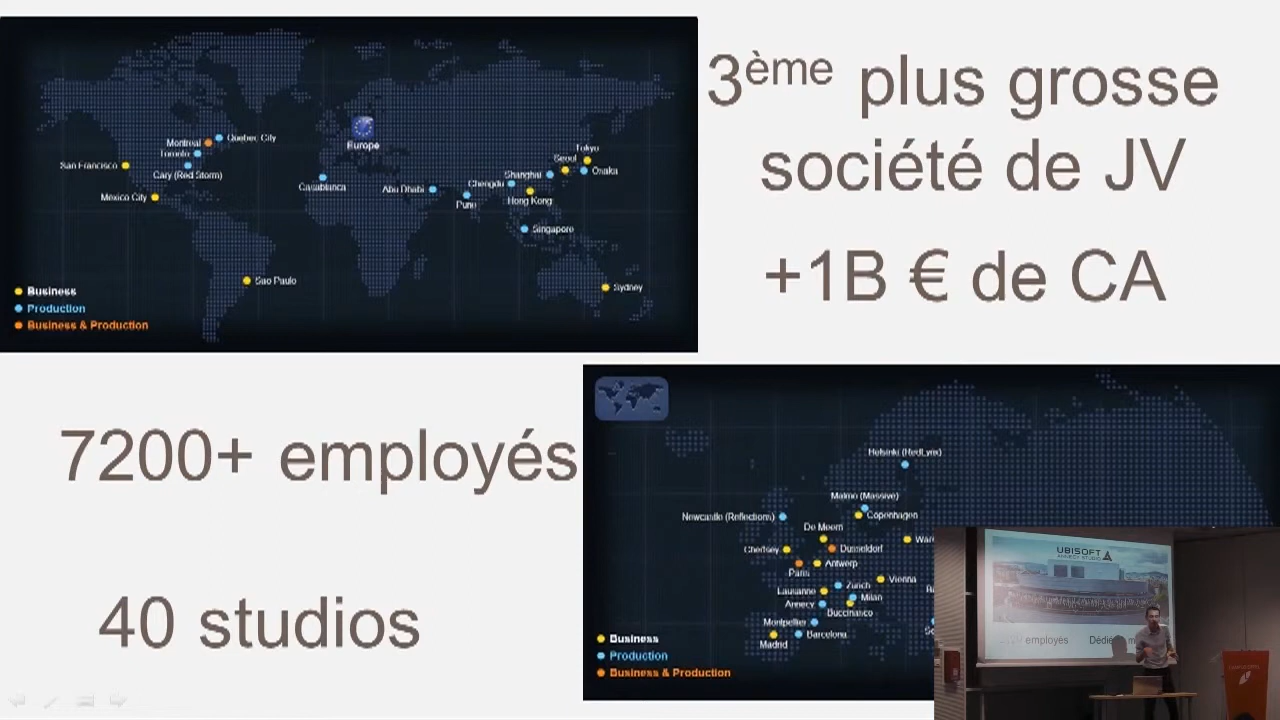 3ème plus grosse
société de JV
+1B € de CA
7200+ employés
40 studios
Quebec City
Montreal
Toronto
San Francisco
Cary (Red Storm)
Mexico City
Sao Paulo
Europe
Casablanca
Abu Dhabi
Pune
Chengdu
Shanghai
Hong Kong
Seoul
Tokyo
Osaka
Singapore
Sydney
Business
Production
Business & Production
Helsinki (RedLynx)
Malmo (Massive)
Copenhagen
Newcastle (Reflections)
De Meern
Chertsey
Dusseldorf
Paris
Antwerp
Vienna
Lausanne
Zurich
Milan
Annecy
Buccinasco
Montpellier
Barcelona
Madrid
Business
Production
Business & Production
UBISOFT
employés